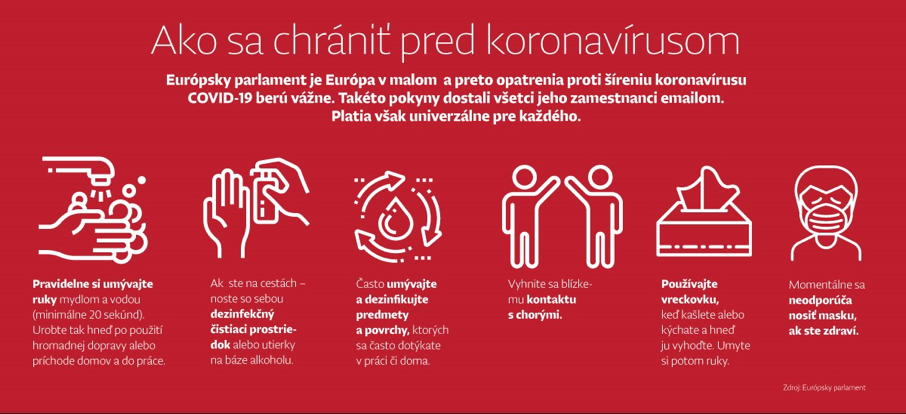 Ako sa chrániť pred koronavírusom
Európsky parlament je Európa v malom a preto opatrenia proti šíreniu koronavírusu
COVID-19 berú vážne. Takéto pokyny dostali všetci jeho zamestnanci emailom.
Platia však univerzálne pre každého.
Pravidelne si umývajte
ruky mydlom a vodou
(minimálne 20 sekúnd).
Urobte tak hneď po použití
hromadnej dopravy alebo
príchode domov a do práce.
Ak ste na cestách –
noste so sebou
dezinfekčný
čistiaci prostrie-
dok alebo utierky
na báze alkoholu.
Často umývajte
a dezinfikujte
predmety
a povrchy, ktorých
sa často dotýkate
v práci či doma.
Vyhnite sa blízke-
mu kontaktu
s chorými.
Používajte
vreckovku,
keď kašlete alebo
kýchate a hneď
ju vyhoďte. Umyte
si potom ruky.
Momentálne sa
neodporúča
nosiť masku,
ak ste zdraví.
Zdroj: Európsky parlament